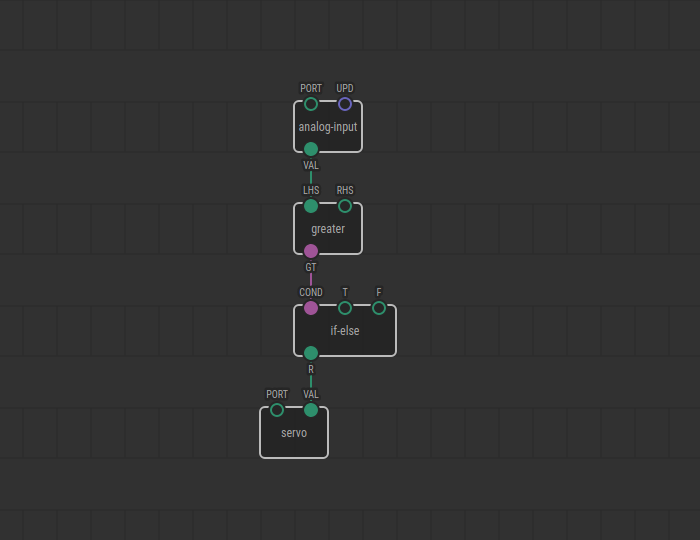 PORT UPD
analog-input
VAL
LHS RHS
greater
GT
COND T F
if-else
R
PORT VAL
servo